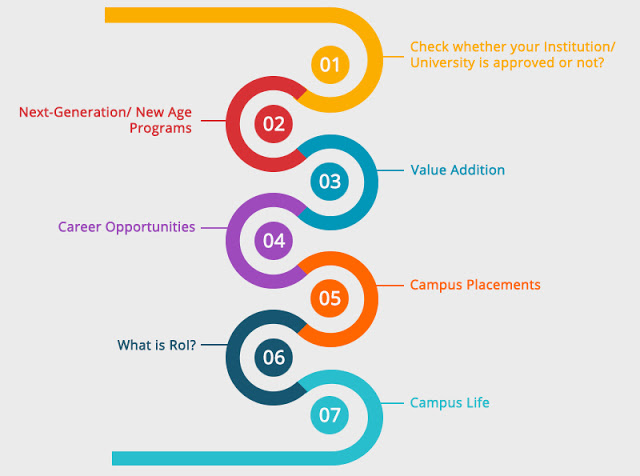 01
Check whether your Institution/
University is approved or not?
Next-Generation/ New Age
Programs
02
03
Value Addition
Career Opportunities
04
05
Campus Placements
What is RoI?
06
07
Campus Life